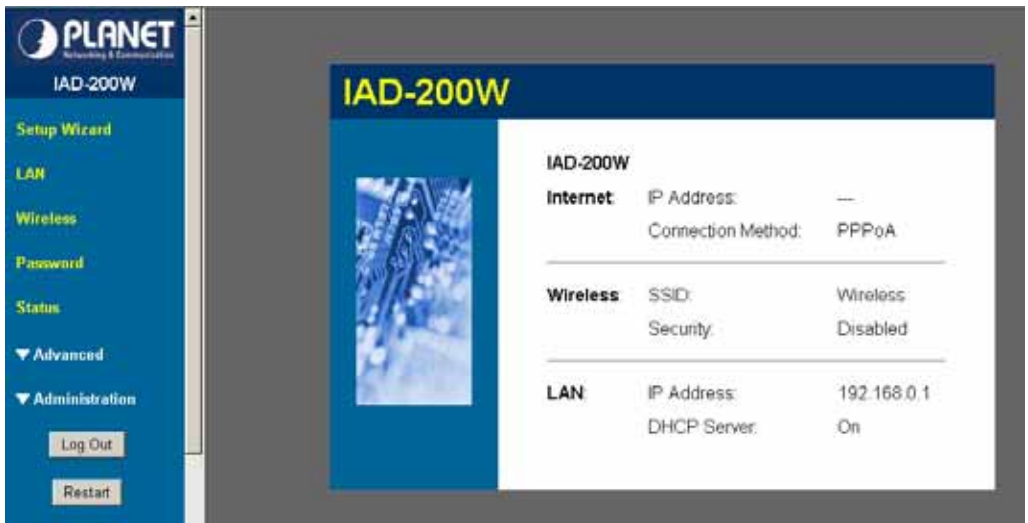 PLANET
Networking & Communication
IAD-200W
Setup Wizard
LAN
Wireless
Password
Status
▼ Advanced
▼ Administration
Log Out
Restart
IAD-200W
IAD-200W
Internet: IP Address: ---
Connection Method: PPPoA
Wireless SSID: Wireless
Security: Disabled
LAN: IP Address: 192.168.0.1
DHCP Server: On